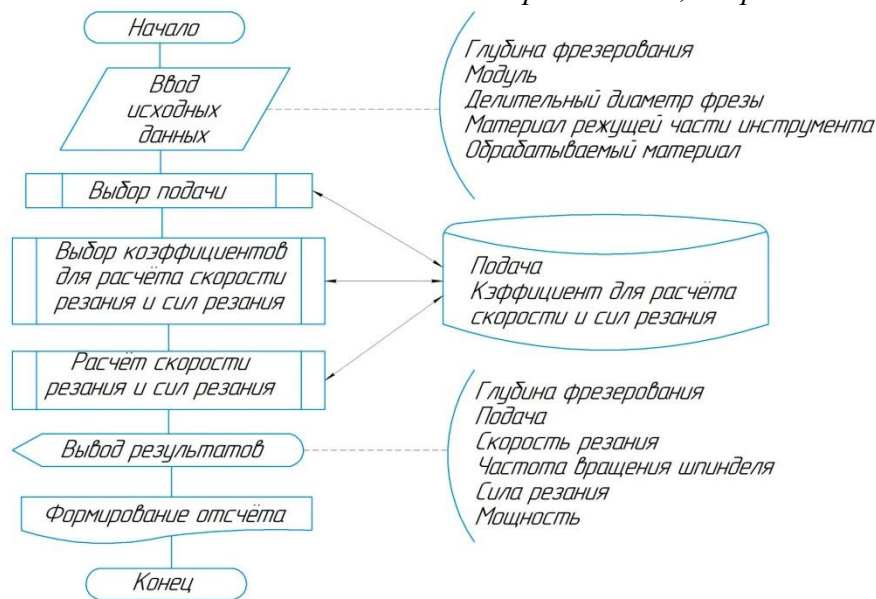 Начало
Ввод
исходных
данных
Глубина фрезерования
Модуль
Делительный диаметр фрезы
Материал режущей части инструмента
Обрабатываемый материал
Выбор подачи
Выбор коэффициентов
для расчёта скорости
резания и сил резания
Подача
Кэффициент для расчёта
скорости и сил резания
Расчёт скорости
резания и сил резания
Вывод результатов
Глубина фрезерования
Подача
Скорость резания
Частота вращения шпинделя
Сила резания
Мощность
Формирование отсчёта
Конец